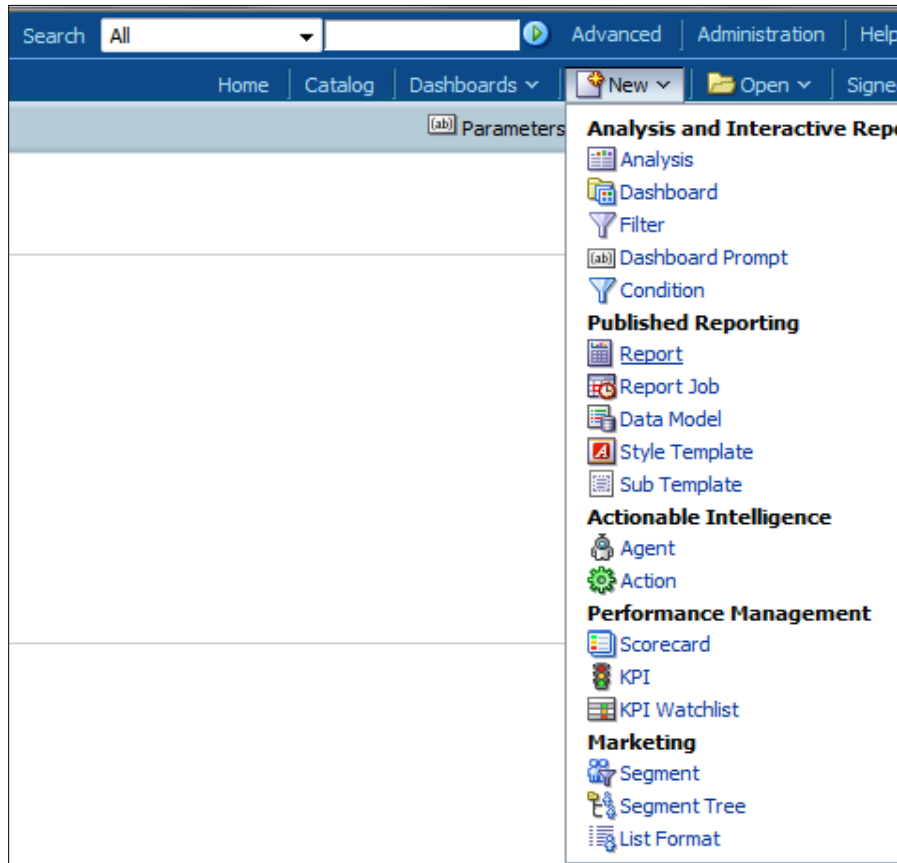 Search All Advanced Administration Help
Home Catalog Dashboards New Open
(ab) Parameters
Analysis and Interactive
Analysis
Dashboard
Filter
(ab) Dashboard Prompt
Condition
Published Reporting
Report
Report Job
Data Model
Style Template
Sub Template
Actionable Intelligence
Agent
Action
Performance Management
Scorecard
KPI
KPI Watchlist
Marketing
Segment
Segment Tree
List Format